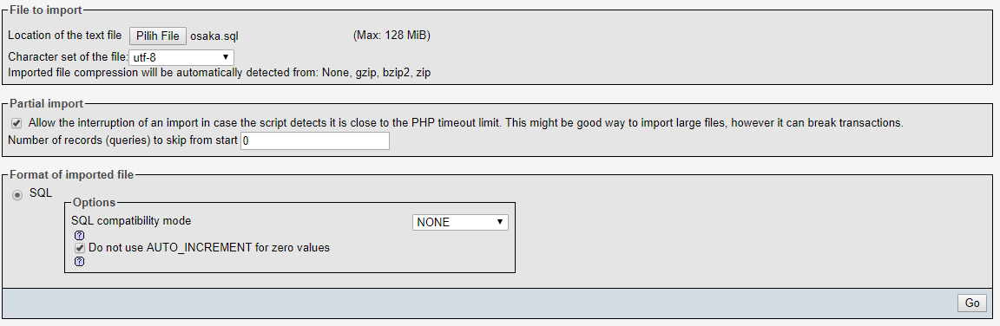 File to import
Location of the text file Pilih File osaka.sql (Max: 128 MiB)
Character set of the file: utf-8
Imported file compression will be automatically detected from: None, gzip, bzip2, zip
Partial import
Allow the interruption of an import in case the script detects it is close to the PHP timeout limit. This might be good way to import large files, however it can break transactions.
Number of records (queries) to skip from start 0
Format of imported file
SQL
Options
SQL compatibility mode NONE
?
Do not use AUTO_INCREMENT for zero values
?
Go